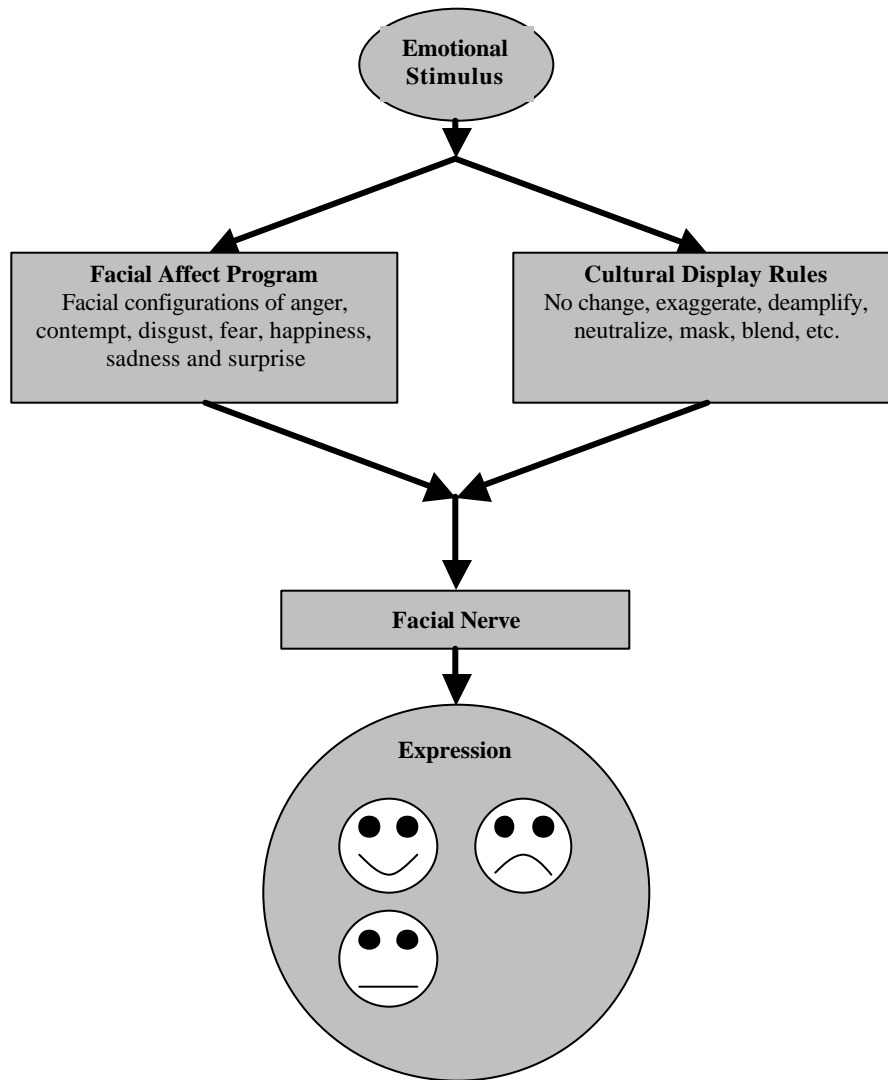 Emotional
Stimulus
Facial Affect Program
Facial configurations of anger,
contempt, disgust, fear, happiness,
sadness and surprise
Cultural Display Rules
No change, exaggerate, deamplify,
neutralize, mask, blend, etc.
Facial Nerve
Expression